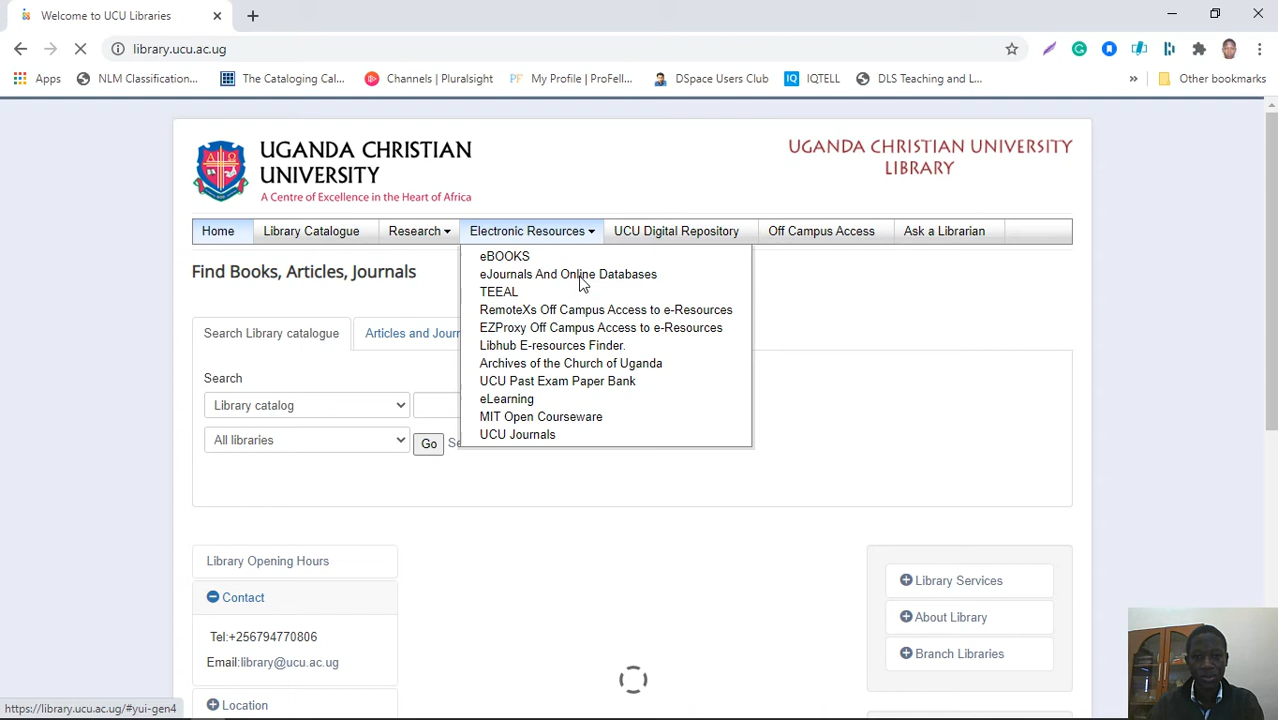 Welcome to UCU Libraries
library.ucu.ac.ug
Apps
NLM Classification...
The Cataloging Cal...
Channels | Pluralsight
My Profile | ProFell...
DSpace Users Club
IQ IQTELL
DLS Teaching and L...
»
Other bookmarks
UGANDA CHRISTIAN
UNIVERSITY
A Centre of Excellence in the Heart of Africa
UGANDA CHRISTIAN UNIVERSITY
LIBRARY
Home
Library Catalogue
Research
Electronic Resources
UCU Digital Repository
Off Campus Access
Ask a Librarian
eBOOKS
eJournals And Online Databases
TEEAL
RemoteXs Off Campus Access to e-Resources
EZProxy Off Campus Access to e-Resources
Libhub E-resources Finder.
Archives of the Church of Uganda
UCU Past Exam Paper Bank
eLearning
MIT Open Courseware
UCU Journals
Find Books, Articles, Journals
Search Library catalogue
Articles and Jour
Search
Library catalog
All libraries
Go
Se
Library Opening Hours
Contact
Tel:+256794770806
Email:library@ucu.ac.ug
Location
Library Services
About Library
Branch Libraries
https://library.ucu.ac.ug/#yui-gen4